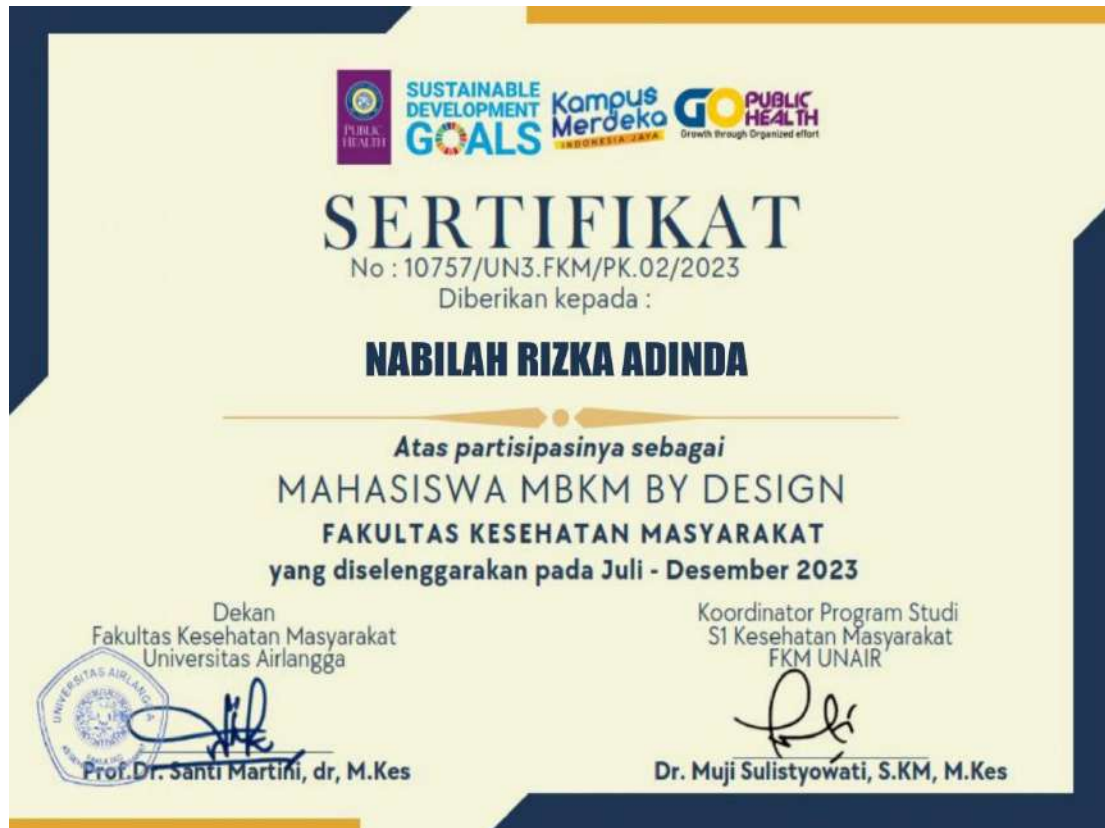 PUBLIC HEALTH
SUSTAINABLE DEVELOPMENT GOALS
Kampus Merdeka
INDONESIA JAYA
GO PUBLIC HEALTH
Growth through Organized effort
SERTIFIKAT
No : 10757/UN3.FKM/PK.02/2023
Diberikan kepada :
NABILAH RIZKA ADINDA
Atas partisipasinya sebagai
MAHASISWA MBKM BY DESIGN
FAKULTAS KESEHATAN MASYARAKAT
yang diselenggarakan pada Juli - Desember 2023
Dekan
Fakultas Kesehatan Masyarakat
Universitas Airlangga
UNIVERSITAS AIRLANGGA
Prof.Dr. Santi Martini, dr, M.Kes
Koordinator Program Studi
S1 Kesehatan Masyarakat
FKM UNAIR
Dr. Muji Sulistyowati, S.KM, M.Kes